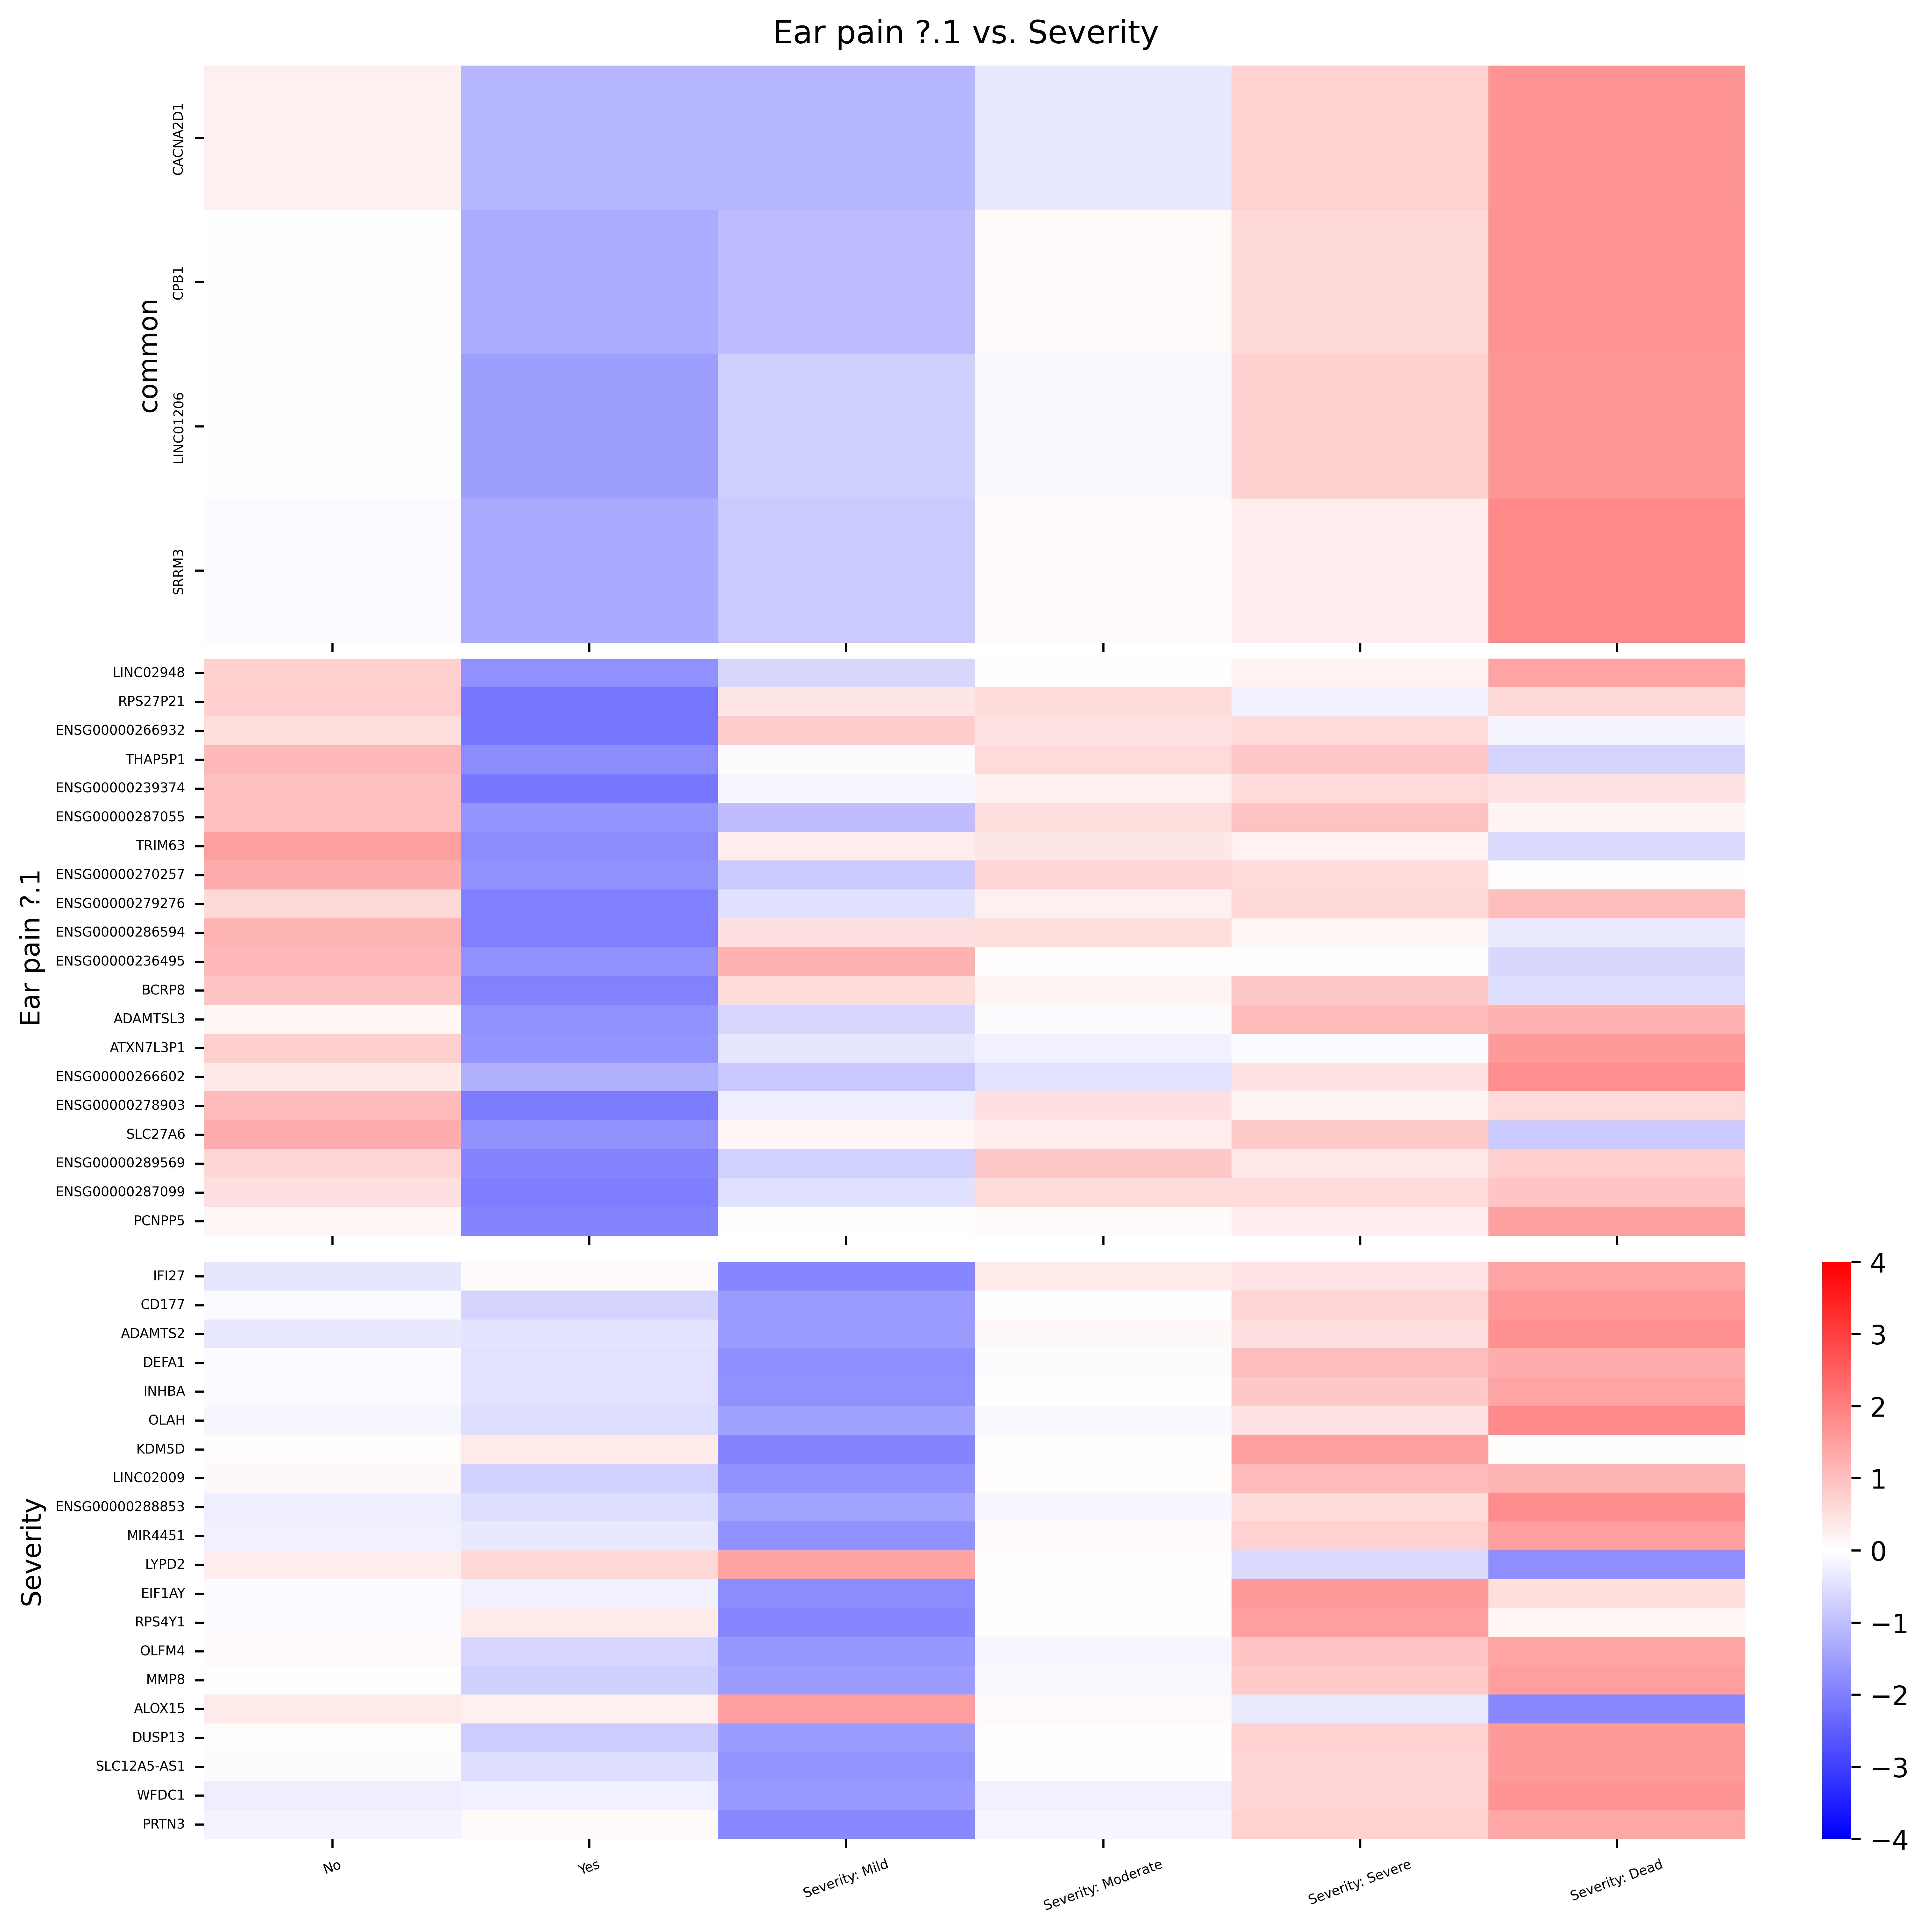 Ear pain ?.1 vs. Severity
common
CACNA2D1
CPB1
LINC01206
SRRM3
Ear pain ?.1
LINC02948
RPS27P21
ENSG00000266932
THAP5P1
ENSG00000239374
ENSG00000287055
TRIM63
ENSG00000270257
ENSG00000279276
ENSG00000286594
ENSG00000236495
BCRP8
ADAMTSL3
ATXN7L3P1
ENSG00000266602
ENSG00000278903
SLC27A6
ENSG00000289569
ENSG00000287099
PCNPP5
Severity
IFI27
CD177
ADAMTS2
DEFA1
INHBA
OLAH
KDM5D
LINC02009
ENSG00000288853
MIR4451
LYPD2
EIF1AY
RPS4Y1
OLFM4
MMP8
ALOX15
DUSP13
SLC12A5-AS1
WFDC1
PRTN3
No
Yes
Severity: Mild
Severity: Moderate
Severity: Severe
Severity: Dead
4
3
2
1
0
−1
−2
−3
−4